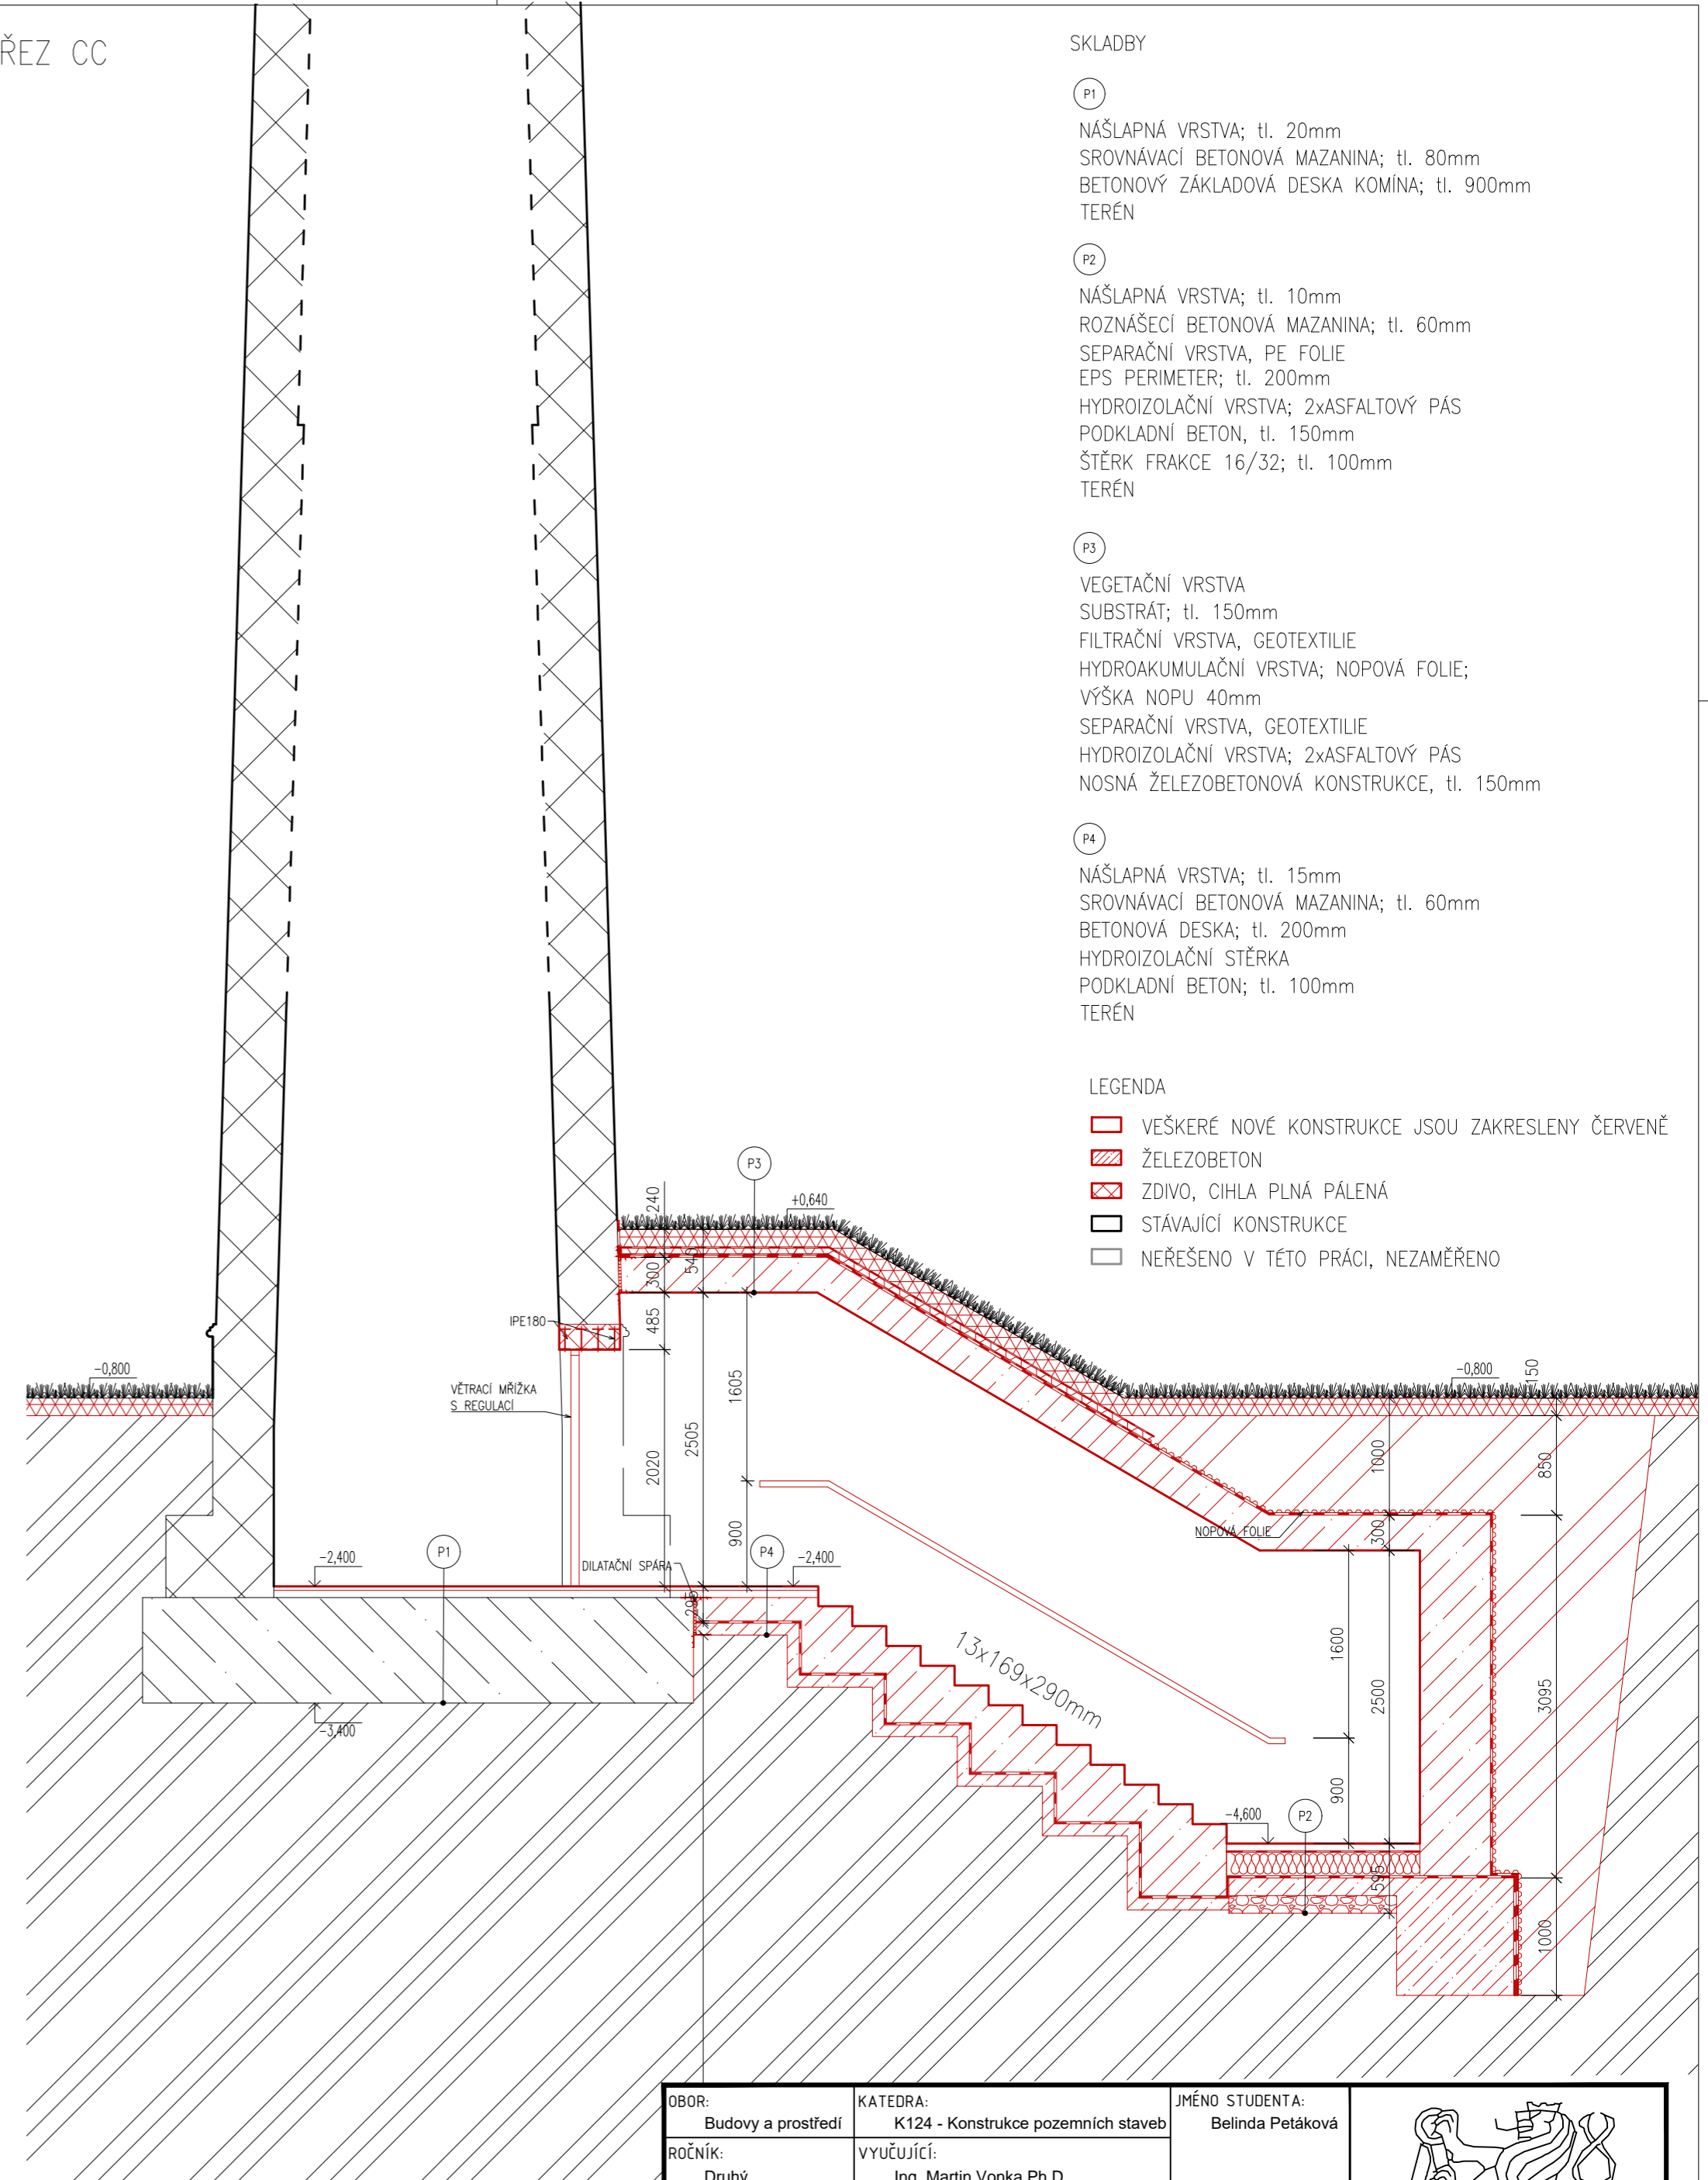 ŘEZ CC
SKLADBY
P1
NÁŠLAPNÁ VRSTVA; tl. 20mm
SROVNÁVACÍ BETONOVÁ MAZANINA; tl. 80mm
BETONOVÝ ZÁKLADOVÁ DESKA KOMÍNA; tl. 900mm
TERÉN
P2
NÁŠLAPNÁ VRSTVA; tl. 10mm
ROZNÁŠECÍ BETONOVÁ MAZANINA; tl. 60mm
SEPARAČNÍ VRSTVA, PE FOLIE
EPS PERIMETER; tl. 200mm
HYDROIZOLAČNÍ VRSTVA; 2xASFALTOVÝ PÁS
PODKLADNÍ BETON, tl. 150mm
ŠTĚRK FRAKCE 16/32; tl. 100mm
TERÉN
P3
VEGETAČNÍ VRSTVA
SUBSTRÁT; tl. 150mm
FILTRAČNÍ VRSTVA, GEOTEXTILIE
HYDROAKUMULAČNÍ VRSTVA; NOPOVÁ FOLIE;
VÝŠKA NOPU 40mm
SEPARAČNÍ VRSTVA, GEOTEXTILIE
HYDROIZOLAČNÍ VRSTVA; 2xASFALTOVÝ PÁS
NOSNÁ ŽELEZOBETONOVÁ KONSTRUKCE, tl. 150mm
P4
NÁŠLAPNÁ VRSTVA; tl. 15mm
SROVNÁVACÍ BETONOVÁ MAZANINA; tl. 60mm
BETONOVÁ DESKA; tl. 200mm
HYDROIZOLAČNÍ STĚRKA
PODKLADNÍ BETON; tl. 100mm
TERÉN
LEGENDA
VEŠKERÉ NOVÉ KONSTRUKCE JSOU ZAKRESLENY ČERVENĚ
ŽELEZOBETON
ZDIVO, CIHLA PLNÁ PÁLENÁ
STÁVAJÍCÍ KONSTRUKCE
NEŘEŠENO V TÉTO PRÁCI, NEZAMĚŘENO
P3
240
+0,640
540
300
485
IPE180
-0,800
-0,800
150
VĚTRACÍ MŘÍŽKA
S REGULACÍ
1605
2505
2020
1000
850
NOPOVÁ FOLIE
300
900
P1
P4
-2,400
DILATAČNÍ SPÁRA
-2,400
295
13x169x290mm
1600
2500
3095
-3,400
900
-4,600
P2
595
1000
OBOR:
Budovy a prostředí
KATEDRA:
K124 - Konstrukce pozemních staveb
JMÉNO STUDENTA:
Belinda Petáková
ROČNÍK:
Druhý
VYUČUJÍCÍ:
Ing. Martin Vonka Ph.D.